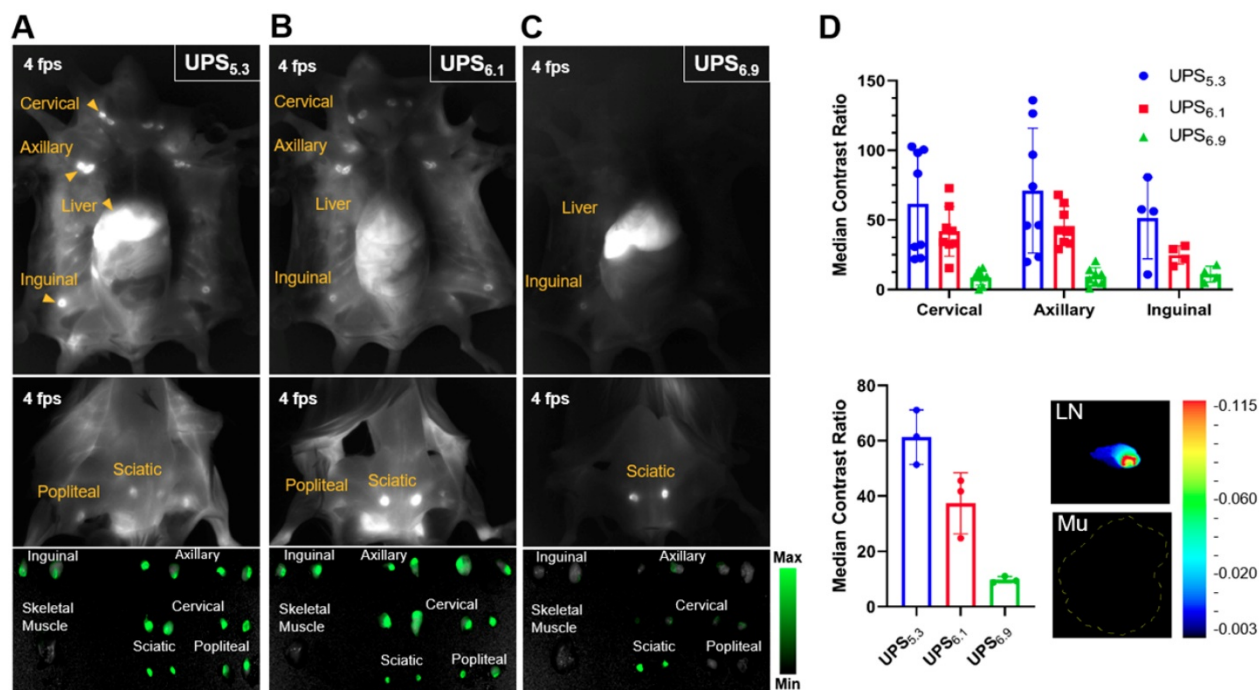 A
4 fps
UPS5.3
Cervical
Axillary
Liver
Inguinal
4 fps
Sciatic
Popliteal
Inguinal
Axillary
Skeletal
Muscle
Cervical
Sciatic
Popliteal
B
4 fps
UPS6.1
Cervical
Axillary
Liver
Inguinal
4 fps
Popliteal
Sciatic
Inguinal
Axillary
Skeletal
Muscle
Cervical
Sciatic
Popliteal
C
4 fps
UPS6.9
Liver
Inguinal
4 fps
Sciatic
Inguinal
Axillary
Skeletal
Muscle
Cervical
Sciatic
Popliteal
Max
Min
D
Median Contrast Ratio
150
100
50
0
Cervical
Axillary
Inguinal
UPS5.3
UPS6.1
UPS6.9
Median Contrast Ratio
80
60
40
20
0
UPS5.3
UPS6.1
UPS6.9
LN
Mu
-0.115
-0.060
-0.020
-0.003